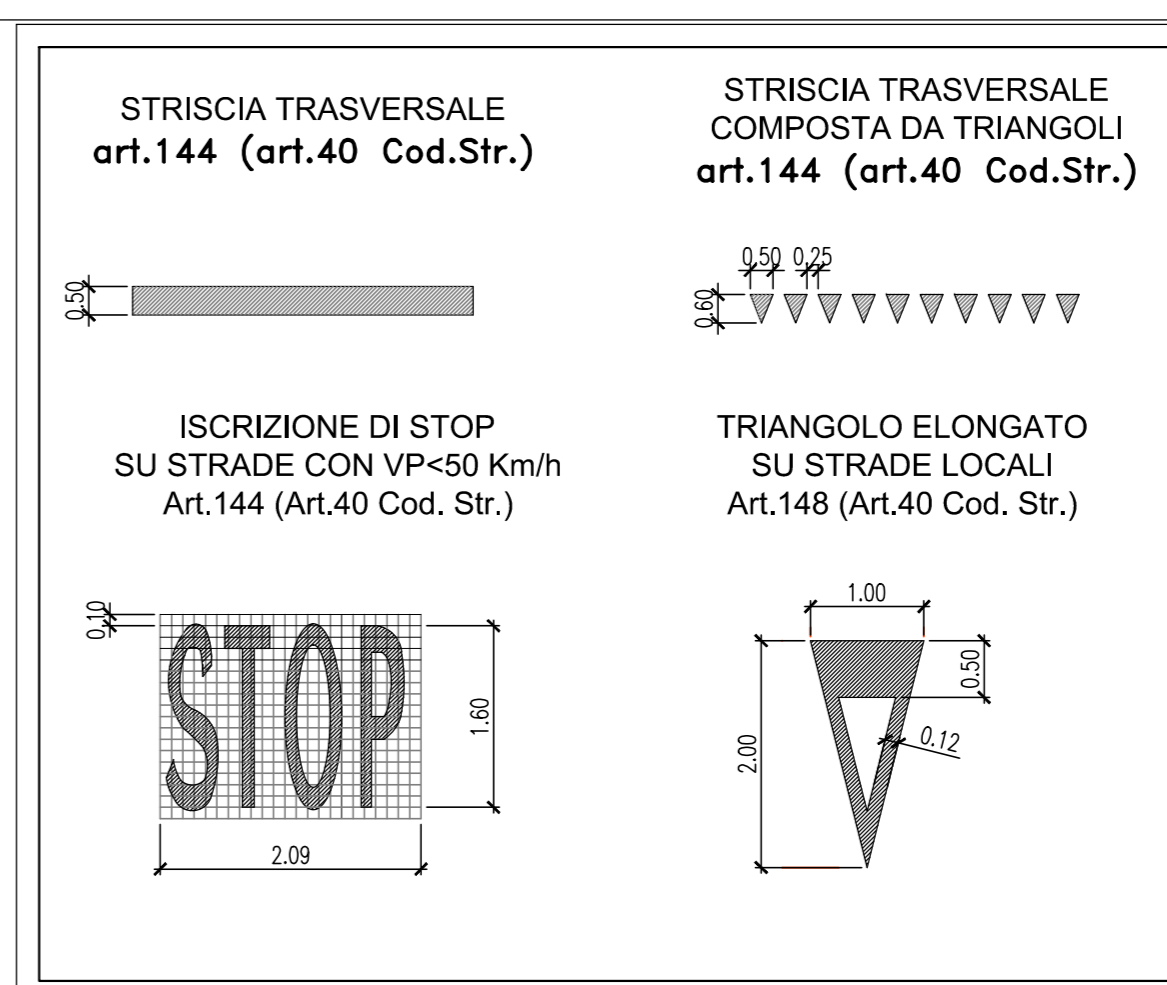 STRISCIA TRASVERSALE
art.144 (art.40 Cod.Str.)
0.50
STRISCIA TRASVERSALE
COMPOSTA DA TRIANGOLI
art.144 (art.40 Cod.Str.)
0.50 0.25
0.60
ISCRIZIONE DI STOP
SU STRADE CON VP<50 Km/h
Art.144 (Art.40 Cod. Str.)
0.10
STOP
1.60
2.09
TRIANGOLO ELONGATO
SU STRADE LOCALI
Art.148 (Art.40 Cod. Str.)
1.00
0.50
2.00
0.12